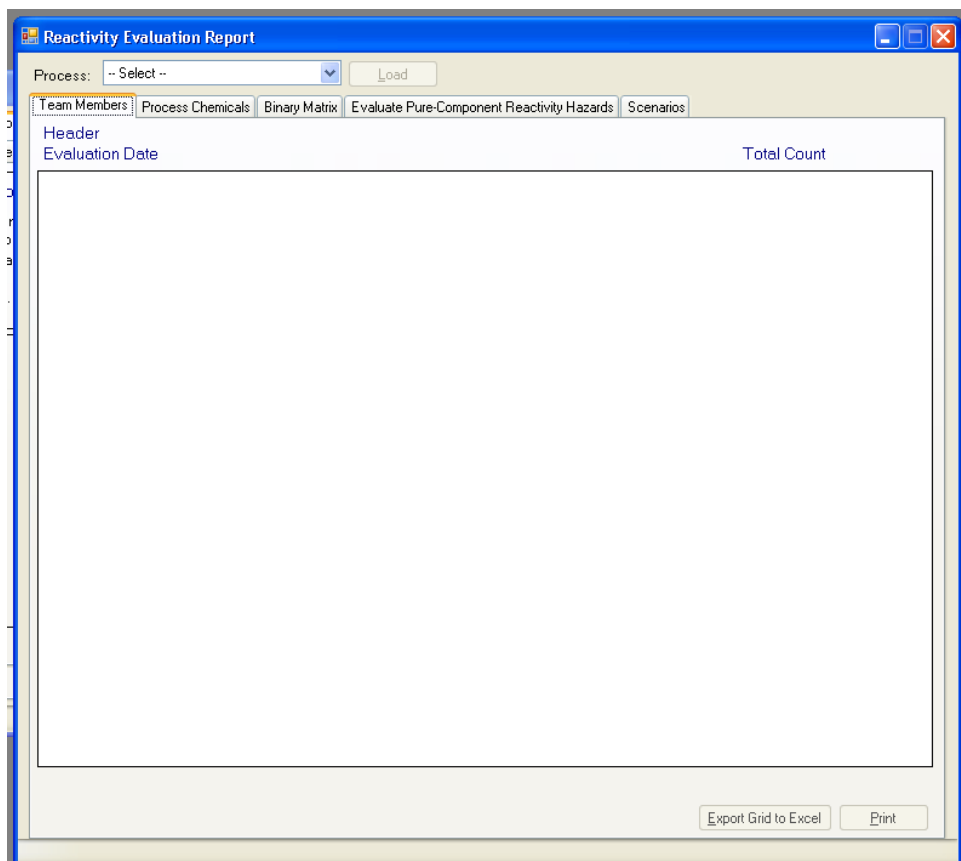 Reactivity Evaluation Report
Process: -- Select -- Load
Team Members Process Chemicals Binary Matrix Evaluate Pure-Component Reactivity Hazards Scenarios
Header
Evaluation Date Total Count
Export Grid to Excel Print